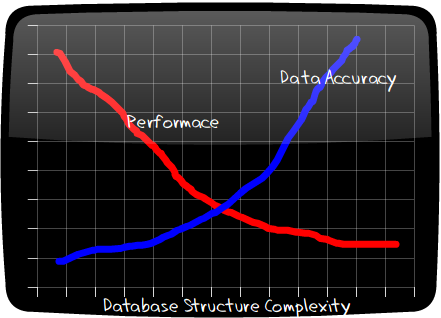 Data Accuracy
Performace
Database Structure Complexity